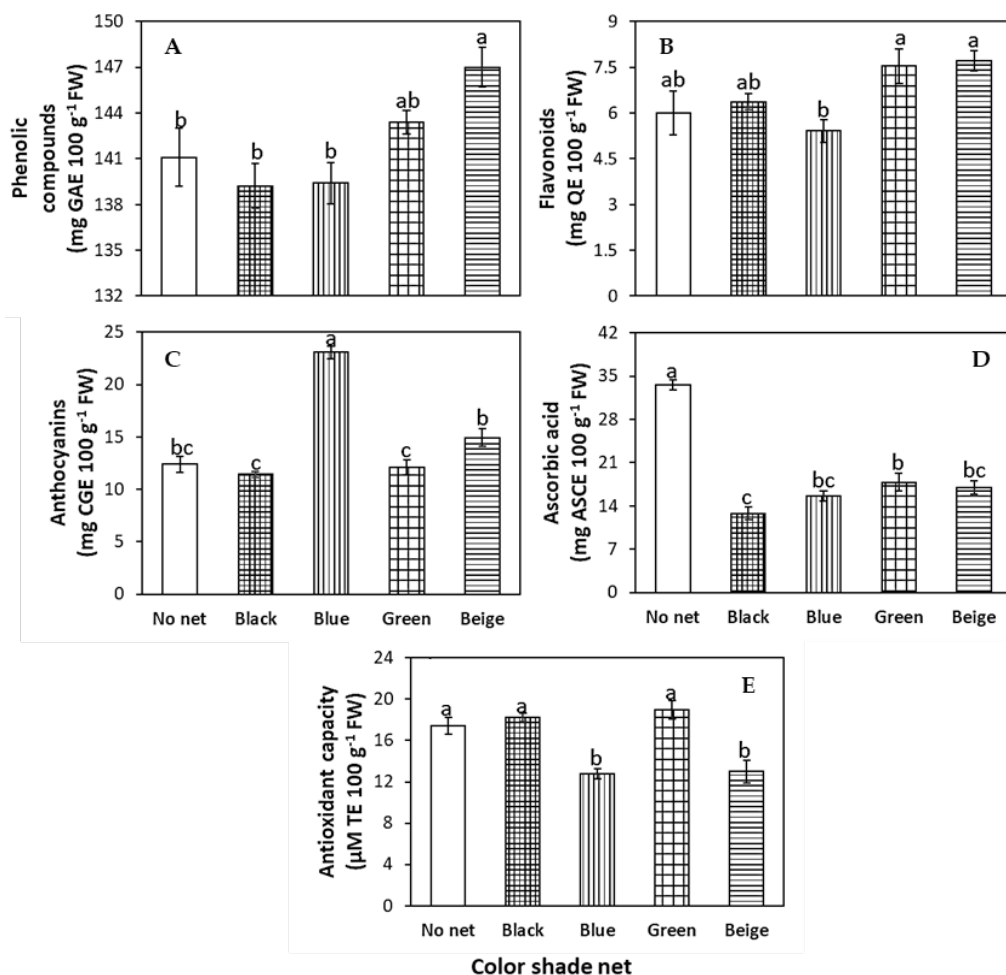 A
Phenolic
compounds
(mg GAE 100 g⁻¹ FW)
150
147
144
141
138
135
132
b
b
b
ab
a
B
Flavonoids
(mg QE 100 g⁻¹ FW)
9
7.5
6
4.5
3
1.5
0
ab
ab
b
a
a
C
Anthocyanins
(mg CGE 100 g⁻¹ FW)
25
20
15
10
5
0
bc
c
a
c
b
No net Black Blue Green Beige
D
Ascorbic acid
(mg ASCE 100 g⁻¹ FW)
42
35
28
21
14
7
0
a
c
bc
b
bc
No net Black Blue Green Beige
E
Antioxidant capacity
(µM TE 100 g⁻¹ FW)
24
20
16
12
8
4
0
a
a
b
a
b
No net Black Blue Green Beige
Color shade net